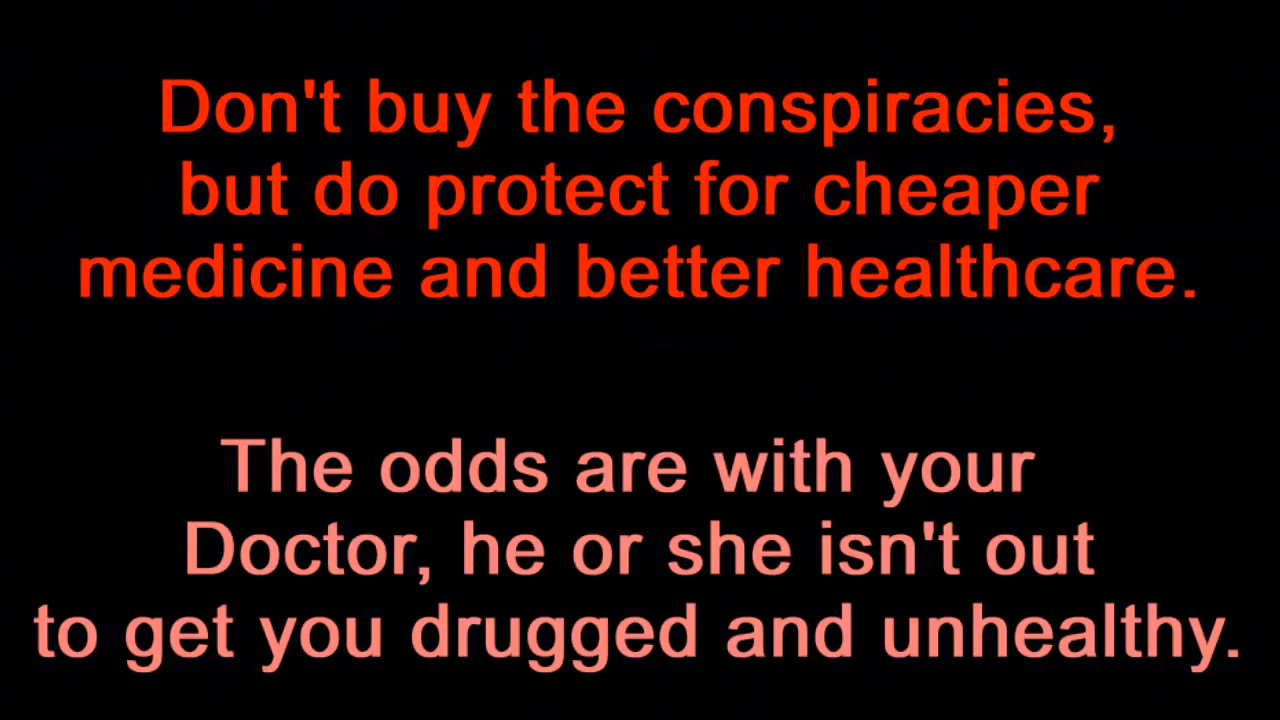 Don't buy the conspiracies,
but do protect for cheaper
medicine and better healthcare.
The odds are with your
Doctor, he or she isn't out
to get you drugged and unhealthy.